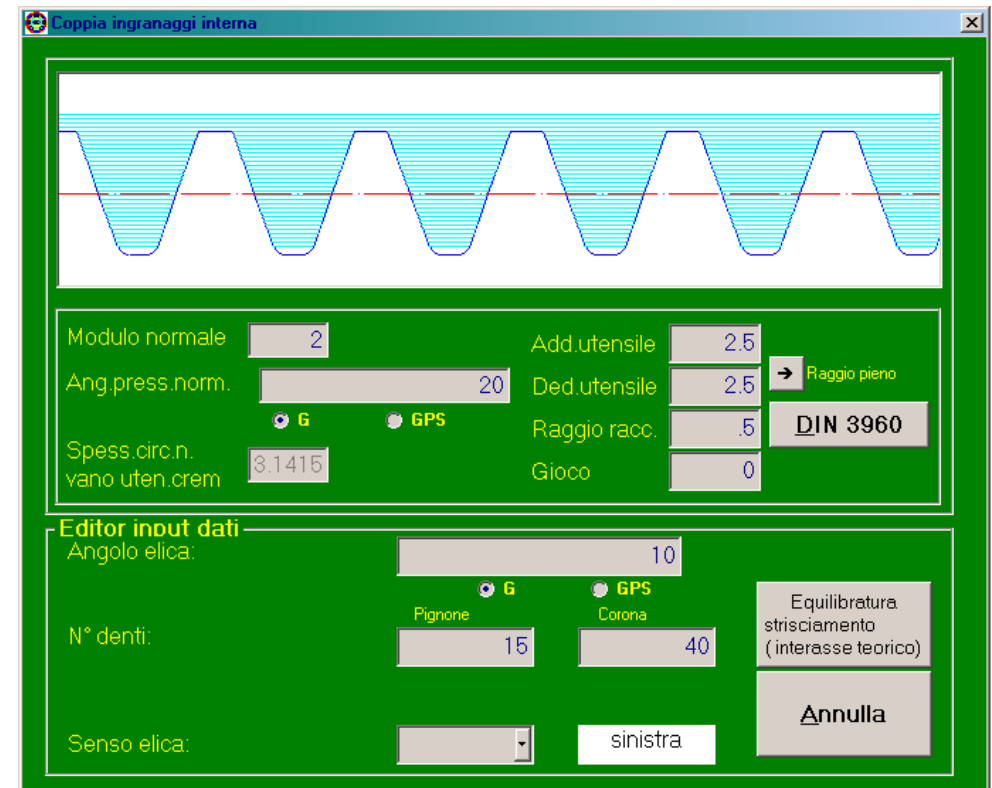 Coppia ingranaggi interna
Modulo normale 2
Ang.press.norm. 20
G GPS
Spess.circ.n.
vano uten.crem 3.1415
Add.utensile 2.5
Ded.utensile 2.5
Raggio racc. .5
Gioco 0
Raggio pieno
DIN 3960
Editor input dati
Angolo elica: 10
G GPS
Pignone Corona
N° denti: 15 40
Senso elica: sinistra
Equilibratura
strisciamento
( interasse teorico)
Annulla